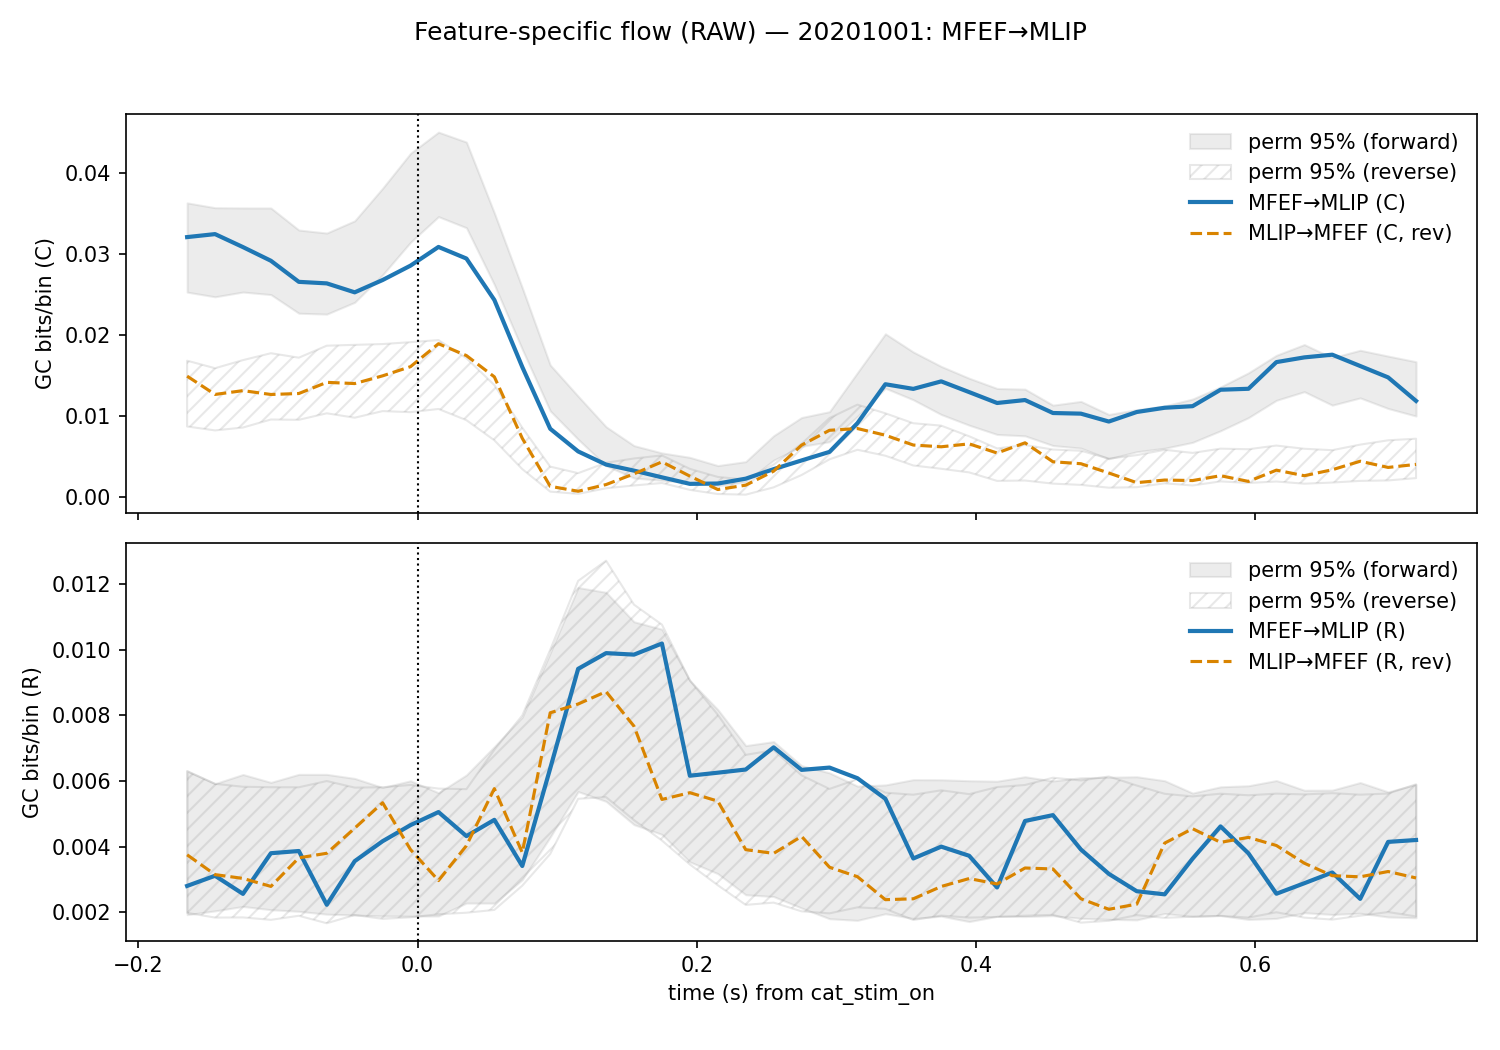 Feature-specific flow (RAW) — 20201001: MFEF→MLIP
GC bits/bin (C)
0.04
0.03
0.02
0.01
0.00
perm 95% (forward)
perm 95% (reverse)
MFEF→MLIP (C)
MLIP→MFEF (C, rev)
GC bits/bin (R)
0.012
0.010
0.008
0.006
0.004
0.002
perm 95% (forward)
perm 95% (reverse)
MFEF→MLIP (R)
MLIP→MFEF (R, rev)
−0.2 0.0 0.2 0.4 0.6
time (s) from cat_stim_on